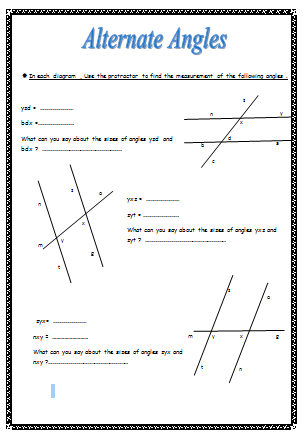 Alternate Angles
In each diagram , Use the protractor to find the measurement of the following angles .
yxd =
bdx =
What can you say about the sizes of angles yxd and
bdx ?
z
n x y
b d a
c
n z o
x
m y
t g
yxz =
zyt =
What can you say about the sizes of angles yxz and
zyt ?
zyx=
nxy =
What can you say about the sizes of angles zyx and
nxy ?
z o
m y x g
t n